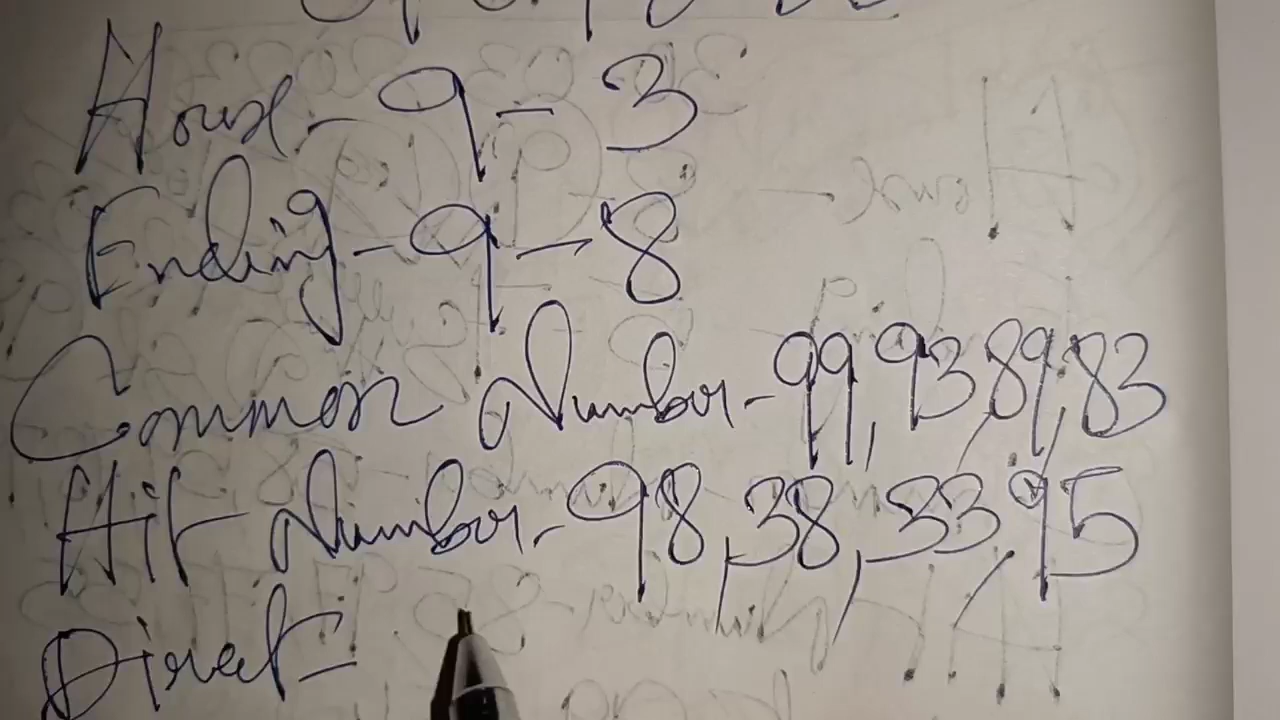 House - 9 - 3
Ending - 9 - 8
Common Number - 99, 93, 89, 83
Hit Number - 98, 38, 33, 95
Direct